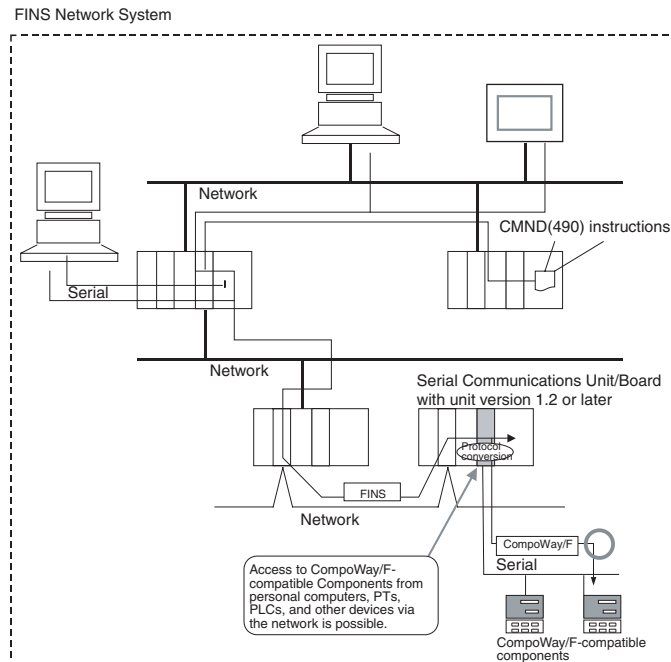 FINS Network System
Network
CMND(490) instructions
Serial
Network
Serial Communications Unit/Board
with unit version 1.2 or later
Protocol
conversion
FINS
Network
CompoWay/F
Serial
Access to CompoWay/F-
compatible Components from
personal computers, PTs,
PLCs, and other devices via
the network is possible.
CompoWay/F-compatible
components